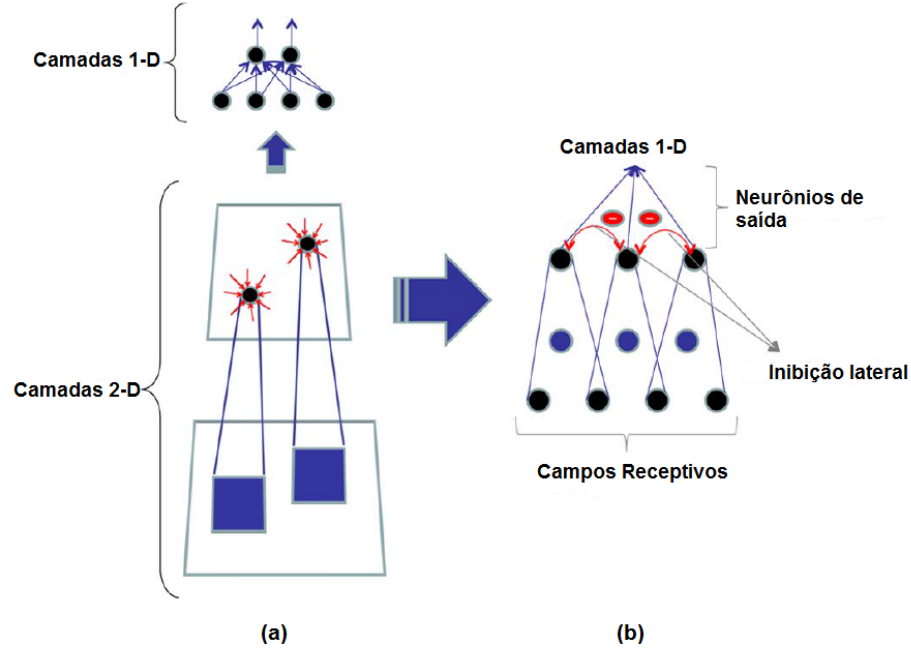 Camadas 1-D
Camadas 2-D
(a)
Camadas 1-D
Neurônios de
saída
Inibição lateral
Campos Receptivos
(b)